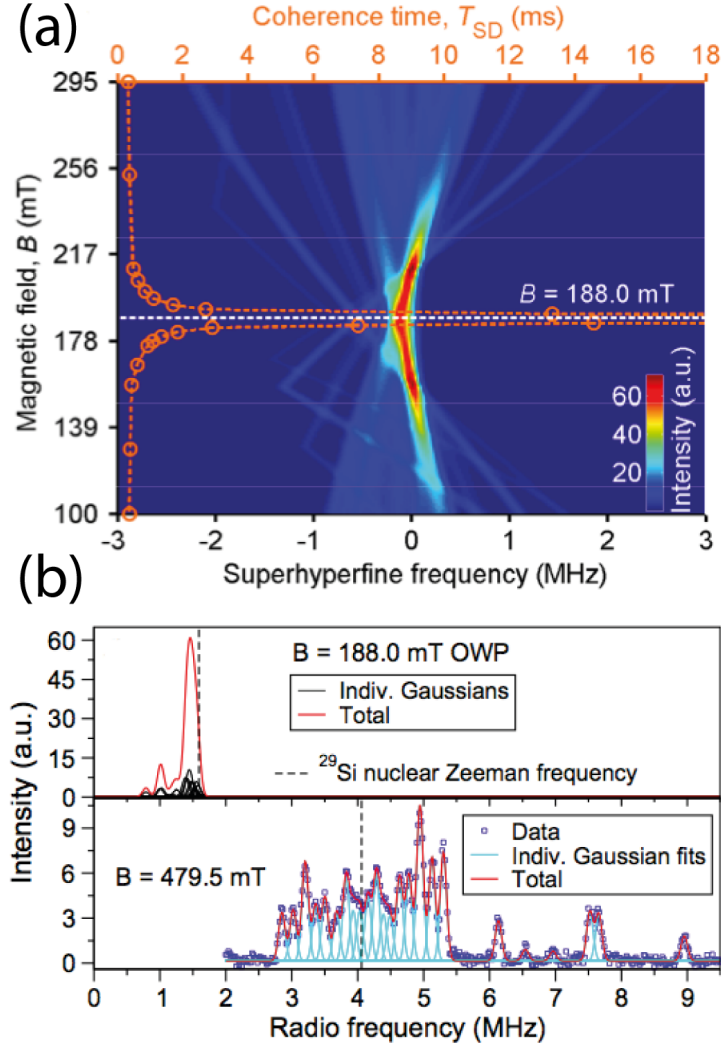 (a)
Coherence time, T_SD (ms)
0 2 4 6 8 10 12 14 16 18
295
256
217
178
139
100
Magnetic field, B (mT)
B = 188.0 mT
60
40
20
Intensity (a.u.)
-3 -2 -1 0 1 2 3
Superhyperfine frequency (MHz)
(b)
60
45
30
15
0
B = 188.0 mT OWP
Indiv. Gaussians
Total
²⁹Si nuclear Zeeman frequency
Intensity (a.u.)
9
6
3
0
B = 479.5 mT
Data
Indiv. Gaussian fits
Total
0 1 2 3 4 5 6 7 8 9
Radio frequency (MHz)